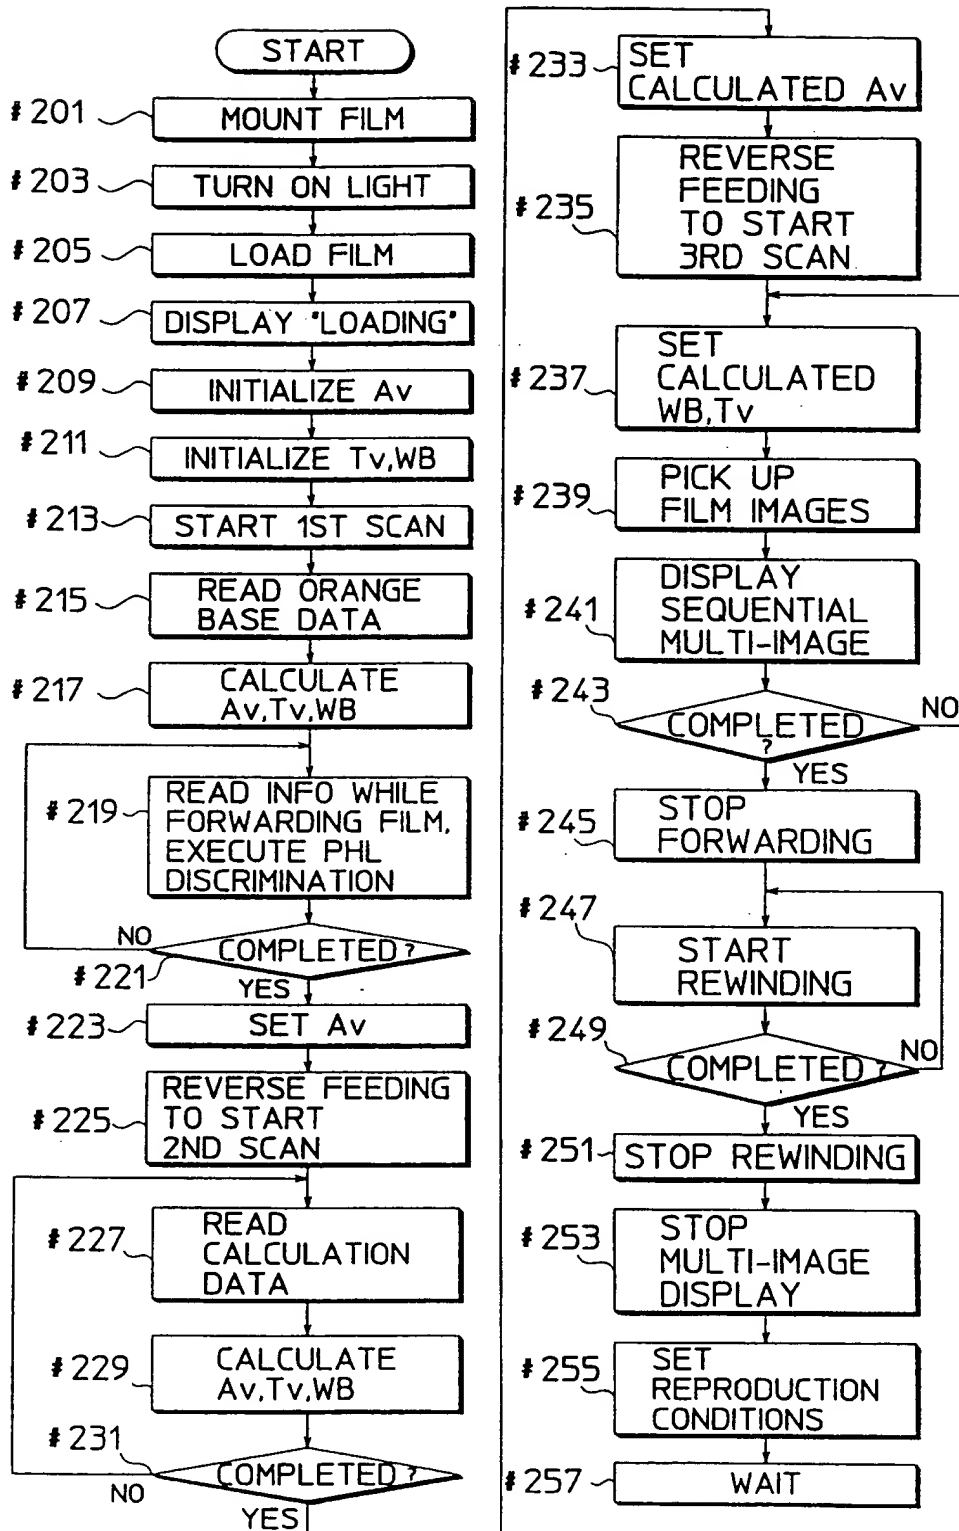 START
#201
MOUNT FILM
#203
TURN ON LIGHT
#205
LOAD FILM
#207
DISPLAY "LOADING"
#209
INITIALIZE Av
#211
INITIALIZE Tv,WB
#213
START 1ST SCAN
#215
READ ORANGE
BASE DATA
#217
CALCULATE
Av,Tv,WB
#219
READ INFO WHILE
FORWARDING FILM,
EXECUTE PHL
DISCRIMINATION
NO
COMPLETED ?
#221
YES
#223
SET Av
#225
REVERSE FEEDING
TO START
2ND SCAN
#227
READ
CALCULATION
DATA
#229
CALCULATE
Av,Tv,WB
#231
COMPLETED ?
NO
YES
#233
SET
CALCULATED Av
#235
REVERSE
FEEDING
TO START
3RD SCAN
#237
SET
CALCULATED
WB,Tv
#239
PICK UP
FILM IMAGES
#241
DISPLAY
SEQUENTIAL
MULTI-IMAGE
#243
COMPLETED
?
NO
YES
#245
STOP
FORWARDING
#247
START
REWINDING
#249
COMPLETED ?
NO
YES
#251
STOP REWINDING
#253
STOP
MULTI-IMAGE
DISPLAY
#255
SET
REPRODUCTION
CONDITIONS
#257
WAIT